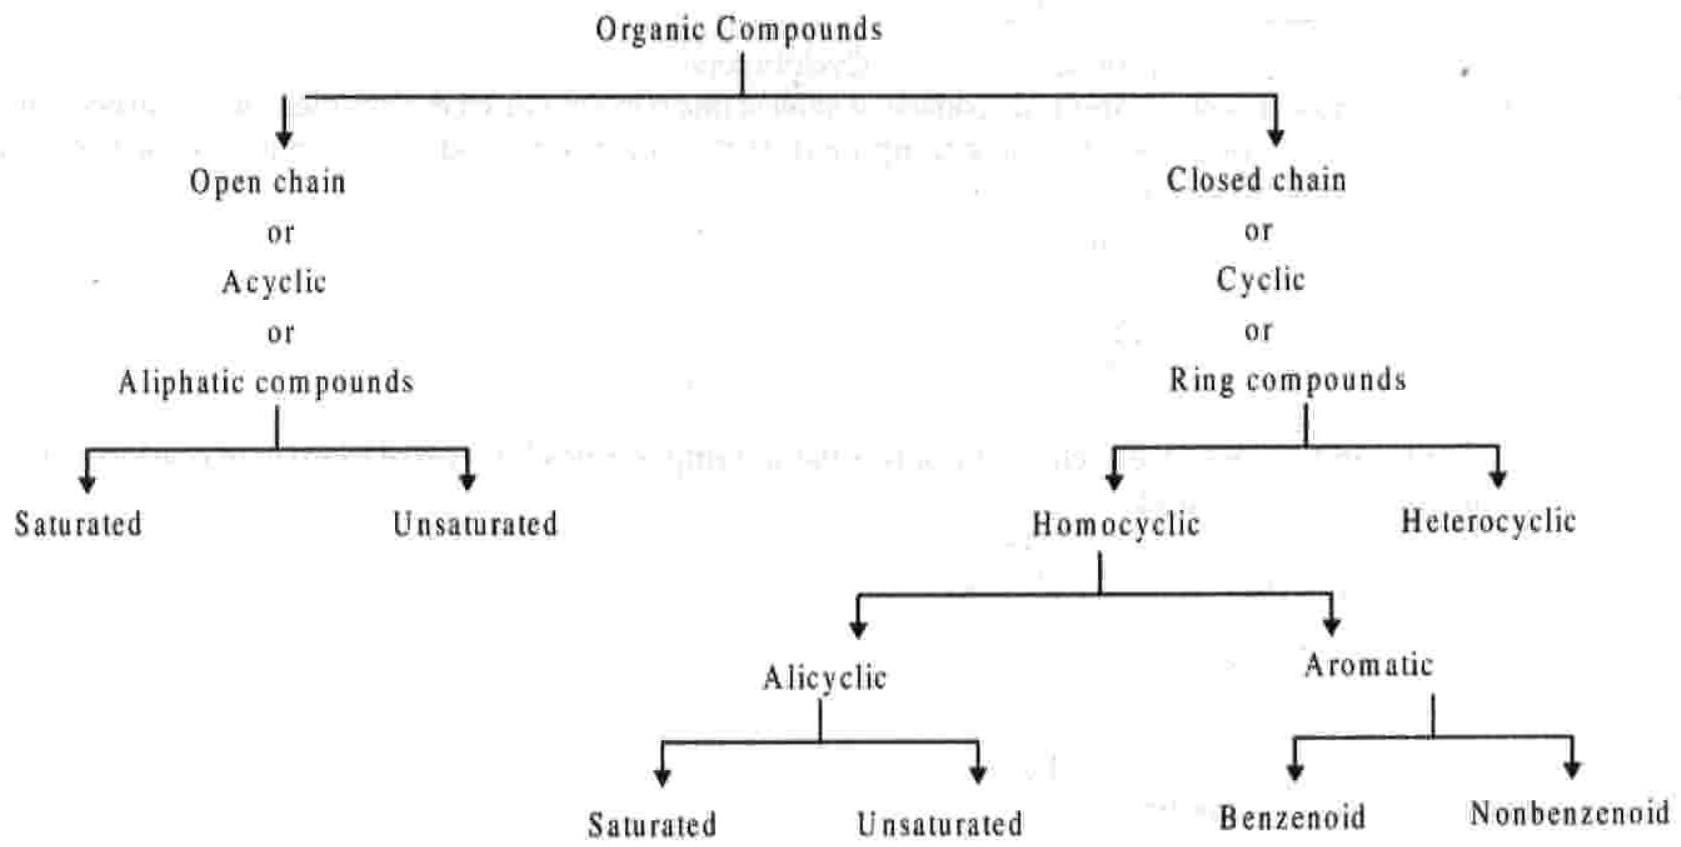 Organic Compounds
Open chain
or
Acyclic
or
Aliphatic compounds
Closed chain
or
Cyclic
or
Ring compounds
Saturated
Unsaturated
Homocyclic
Heterocyclic
Alicyclic
Aromatic
Saturated
Unsaturated
Benzenoid
Nonbenzenoid